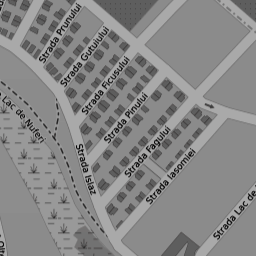 Strada Prunului
Strada Gutuiului
Strada Ficusului
Strada Pinului
Strada Fagului
Strada Iasomiei
Strada Islaz
Lac de Nuferi
Strada Lac de